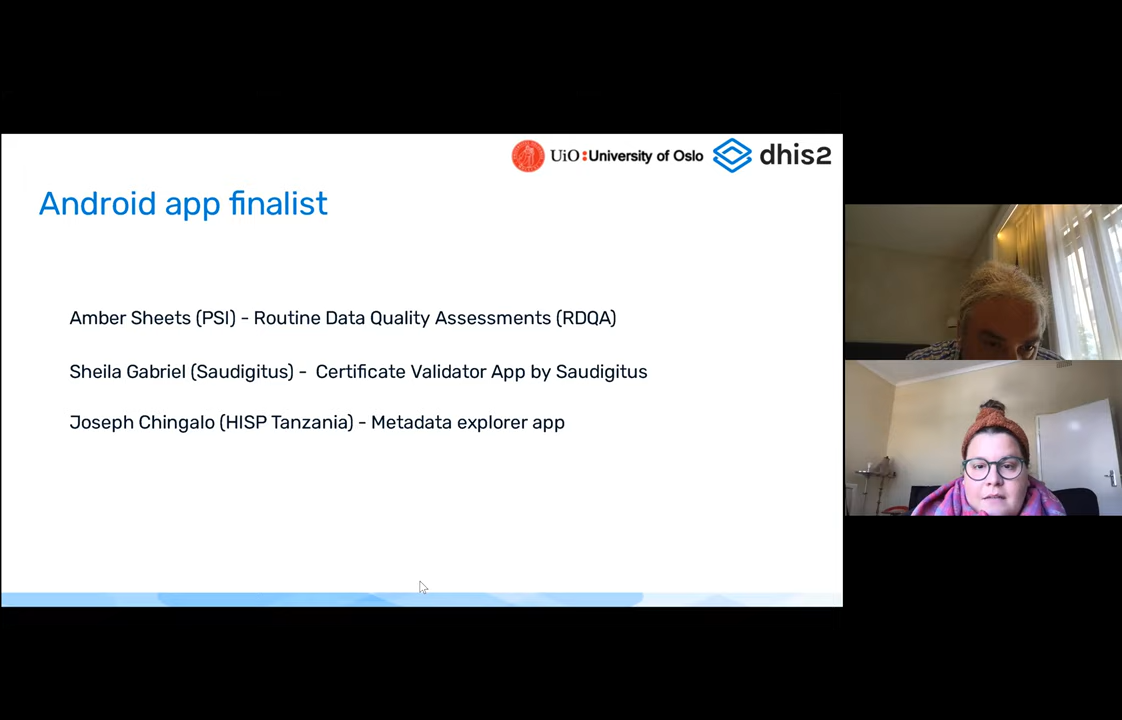 UiO:University of Oslo dhis2
Android app finalist
Amber Sheets (PSI) - Routine Data Quality Assessments (RDQA)
Sheila Gabriel (Saudigitus) - Certificate Validator App by Saudigitus
Joseph Chingalo (HISP Tanzania) - Metadata explorer app